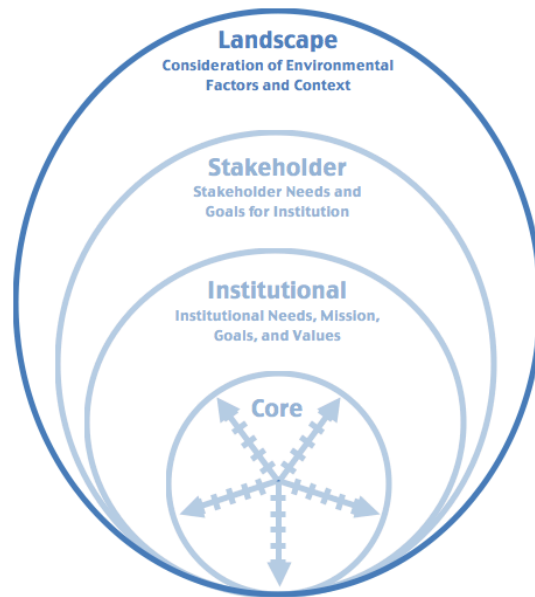 Landscape
Consideration of Environmental
Factors and Context
Stakeholder
Stakeholder Needs and
Goals for Institution
Institutional
Institutional Needs, Mission,
Goals, and Values
Core